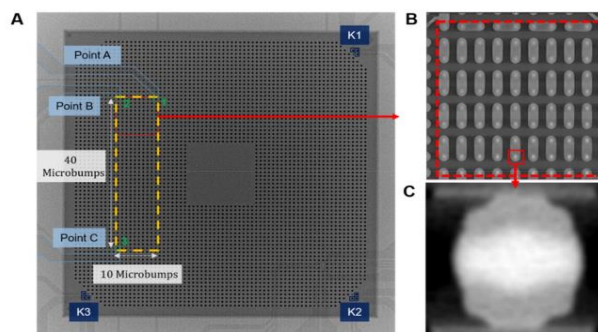 A
K1
Point A
Point B
40
Microbumps
Point C
10 Microbumps
K3
K2
B
C